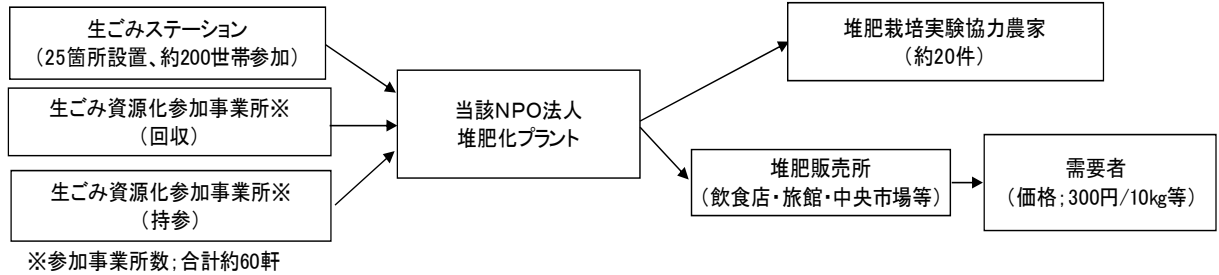 生ごみステーション
（25箇所設置、約200世帯参加）
生ごみ資源化参加事業所※
（回収）
生ごみ資源化参加事業所※
（持参）
※参加事業所数；合計約60軒
当該ＮＰＯ法人
堆肥化プラント
堆肥栽培実験協力農家
（約20件）
堆肥販売所
（飲食店・旅館・中央市場等）
需要者
（価格；300円/10㎏等）